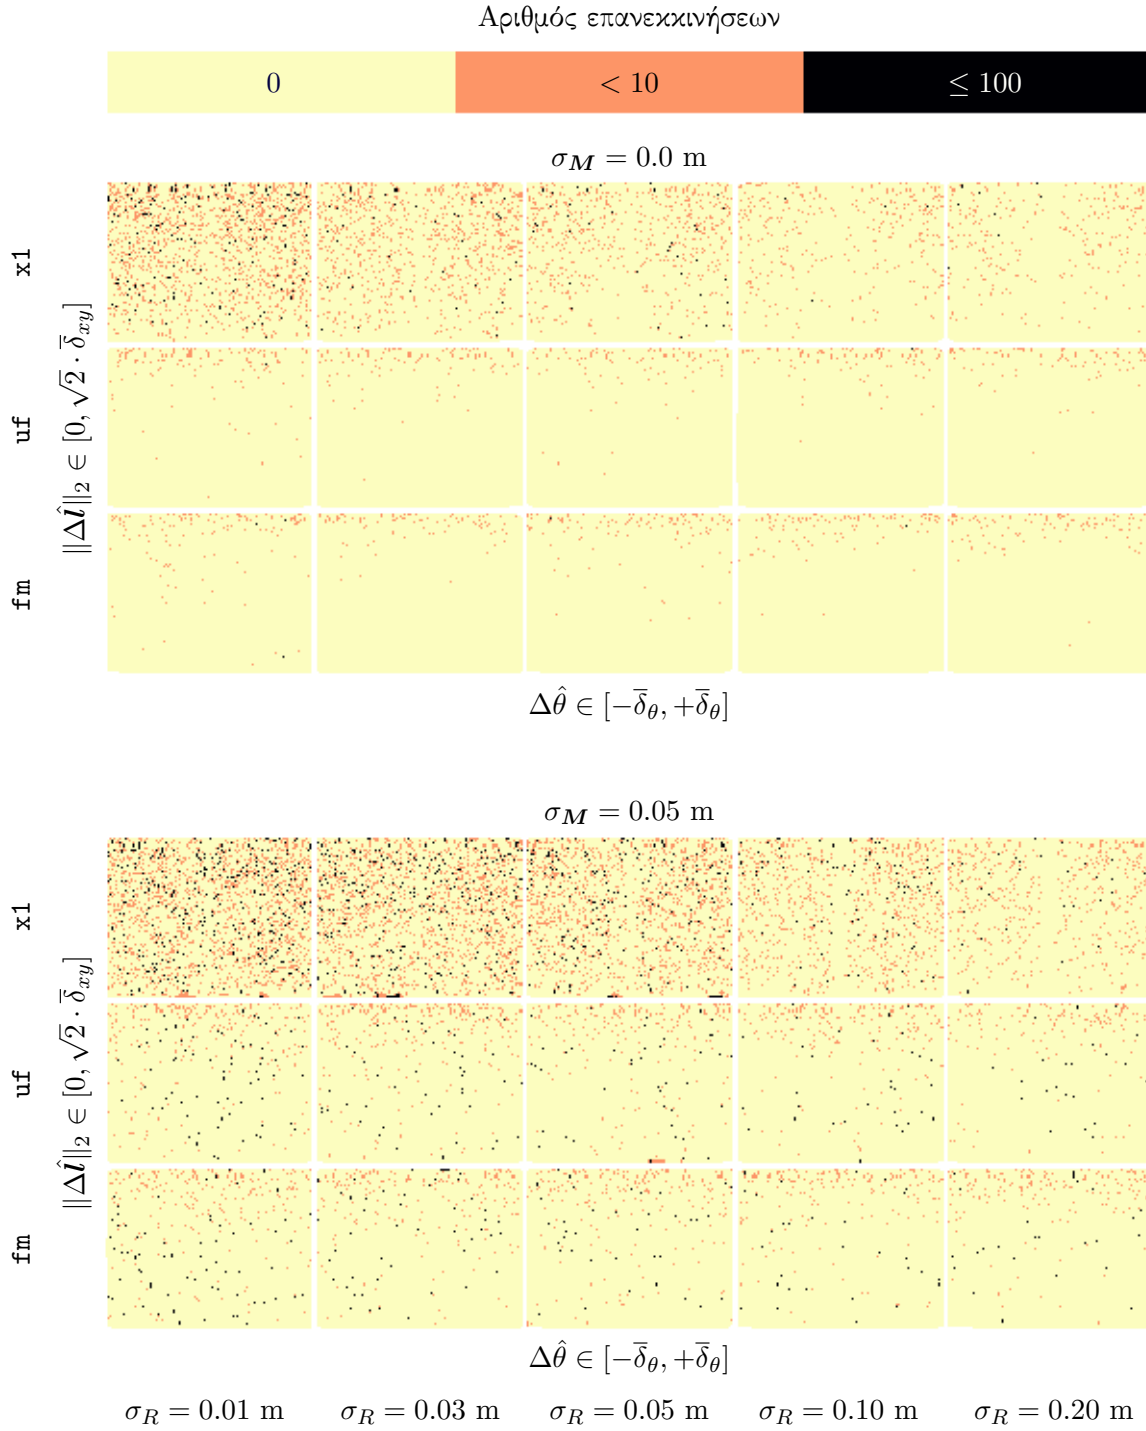 Αριθμός επανεκκινήσεων
0 < 10 ≤ 100
σ_M = 0.0 m
x1
uf
fm
‖Δl̂‖₂ ∈ [0, √2 · δ̅_xy]
Δθ̂ ∈ [−δ̅_θ, +δ̅_θ]
σ_M = 0.05 m
x1
uf
fm
‖Δl̂‖₂ ∈ [0, √2 · δ̅_xy]
Δθ̂ ∈ [−δ̅_θ, +δ̅_θ]
σ_R = 0.01 m σ_R = 0.03 m σ_R = 0.05 m σ_R = 0.10 m σ_R = 0.20 m